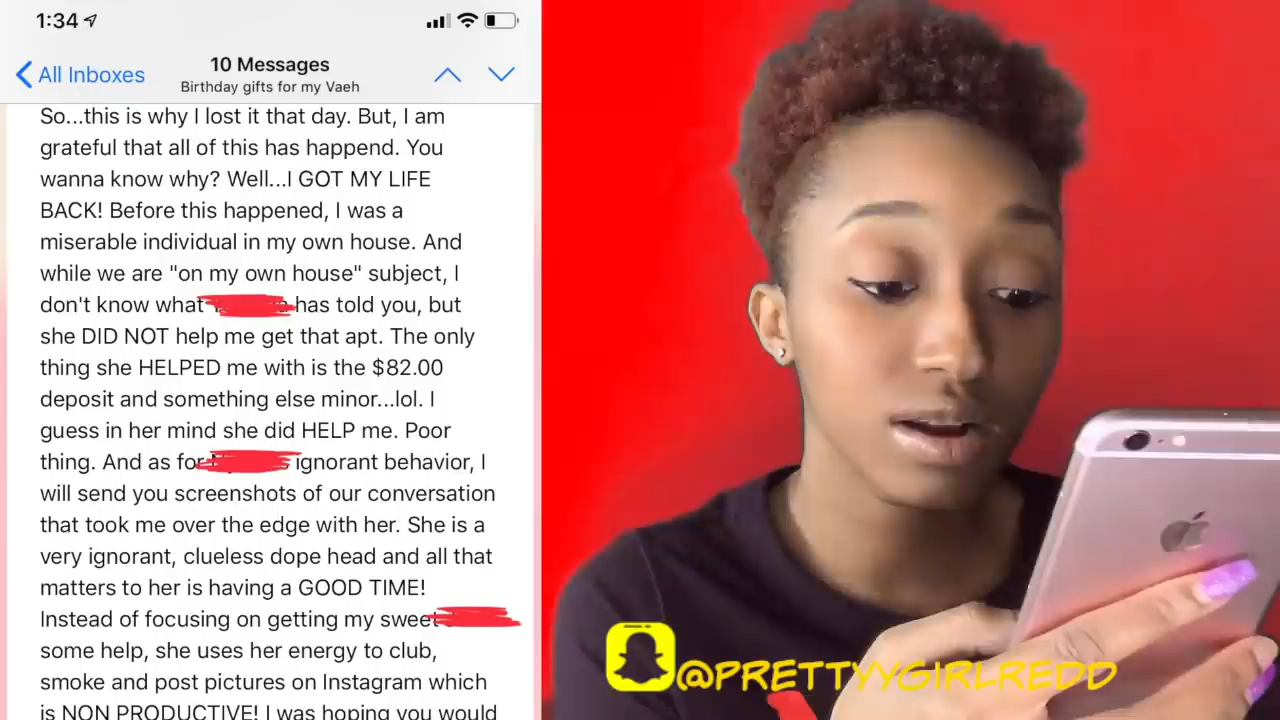 1:34
All Inboxes
10 Messages
Birthday gifts for my Vaeh
So...this is why I lost it that day. But, I am
grateful that all of this has happend. You
wanna know why? Well...I GOT MY LIFE
BACK! Before this happened, I was a
miserable individual in my own house. And
while we are "on my own house" subject, I
don't know what has told you, but
she DID NOT help me get that apt. The only
thing she HELPED me with is the $82.00
deposit and something else minor...lol. I
guess in her mind she did HELP me. Poor
thing. And as for ignorant behavior, I
will send you screenshots of our conversation
that took me over the edge with her. She is a
very ignorant, clueless dope head and all that
matters to her is having a GOOD TIME!
Instead of focusing on getting my sweet
some help, she uses her energy to club,
smoke and post pictures on Instagram which
is NON PRODUCTIVE! I was hoping you would
@PRETTYYGIRLREDD